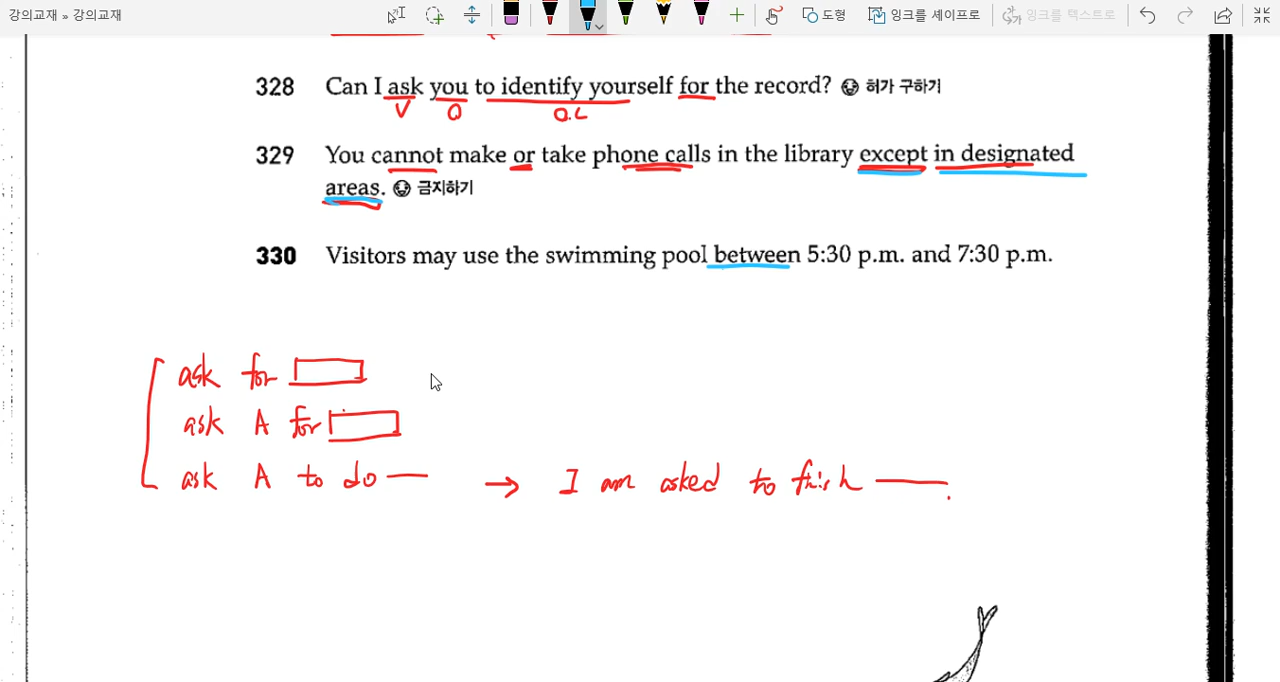 강의교재 » 강의교재
도형
잉크를 셰이프로
잉크를 텍스트로
328 Can I ask you to identify yourself for the record? 허가 구하기
V O O.C
329 You cannot make or take phone calls in the library except in designated
areas. 금지하기
330 Visitors may use the swimming pool between 5:30 p.m. and 7:30 p.m.
ask for
ask A for
ask A to do → I am asked to finish